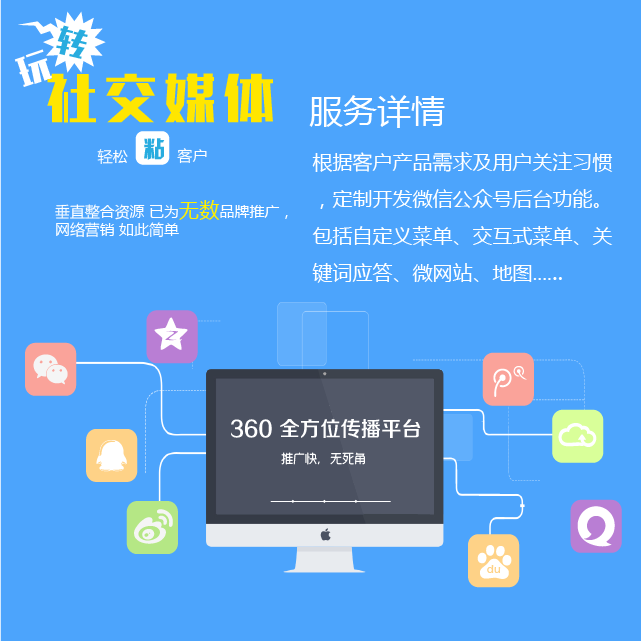 玩转
社交媒体
轻松 粘 客户
垂直整合资源 已为无数品牌推广，
网络营销 如此简单
服务详情
根据客户产品需求及用户关注习惯
，定制开发微信公众号后台功能。
包括自定义菜单、交互式菜单、关
键词应答、微网站、地图......
360 全方位传播平台
推广快，无死角
du